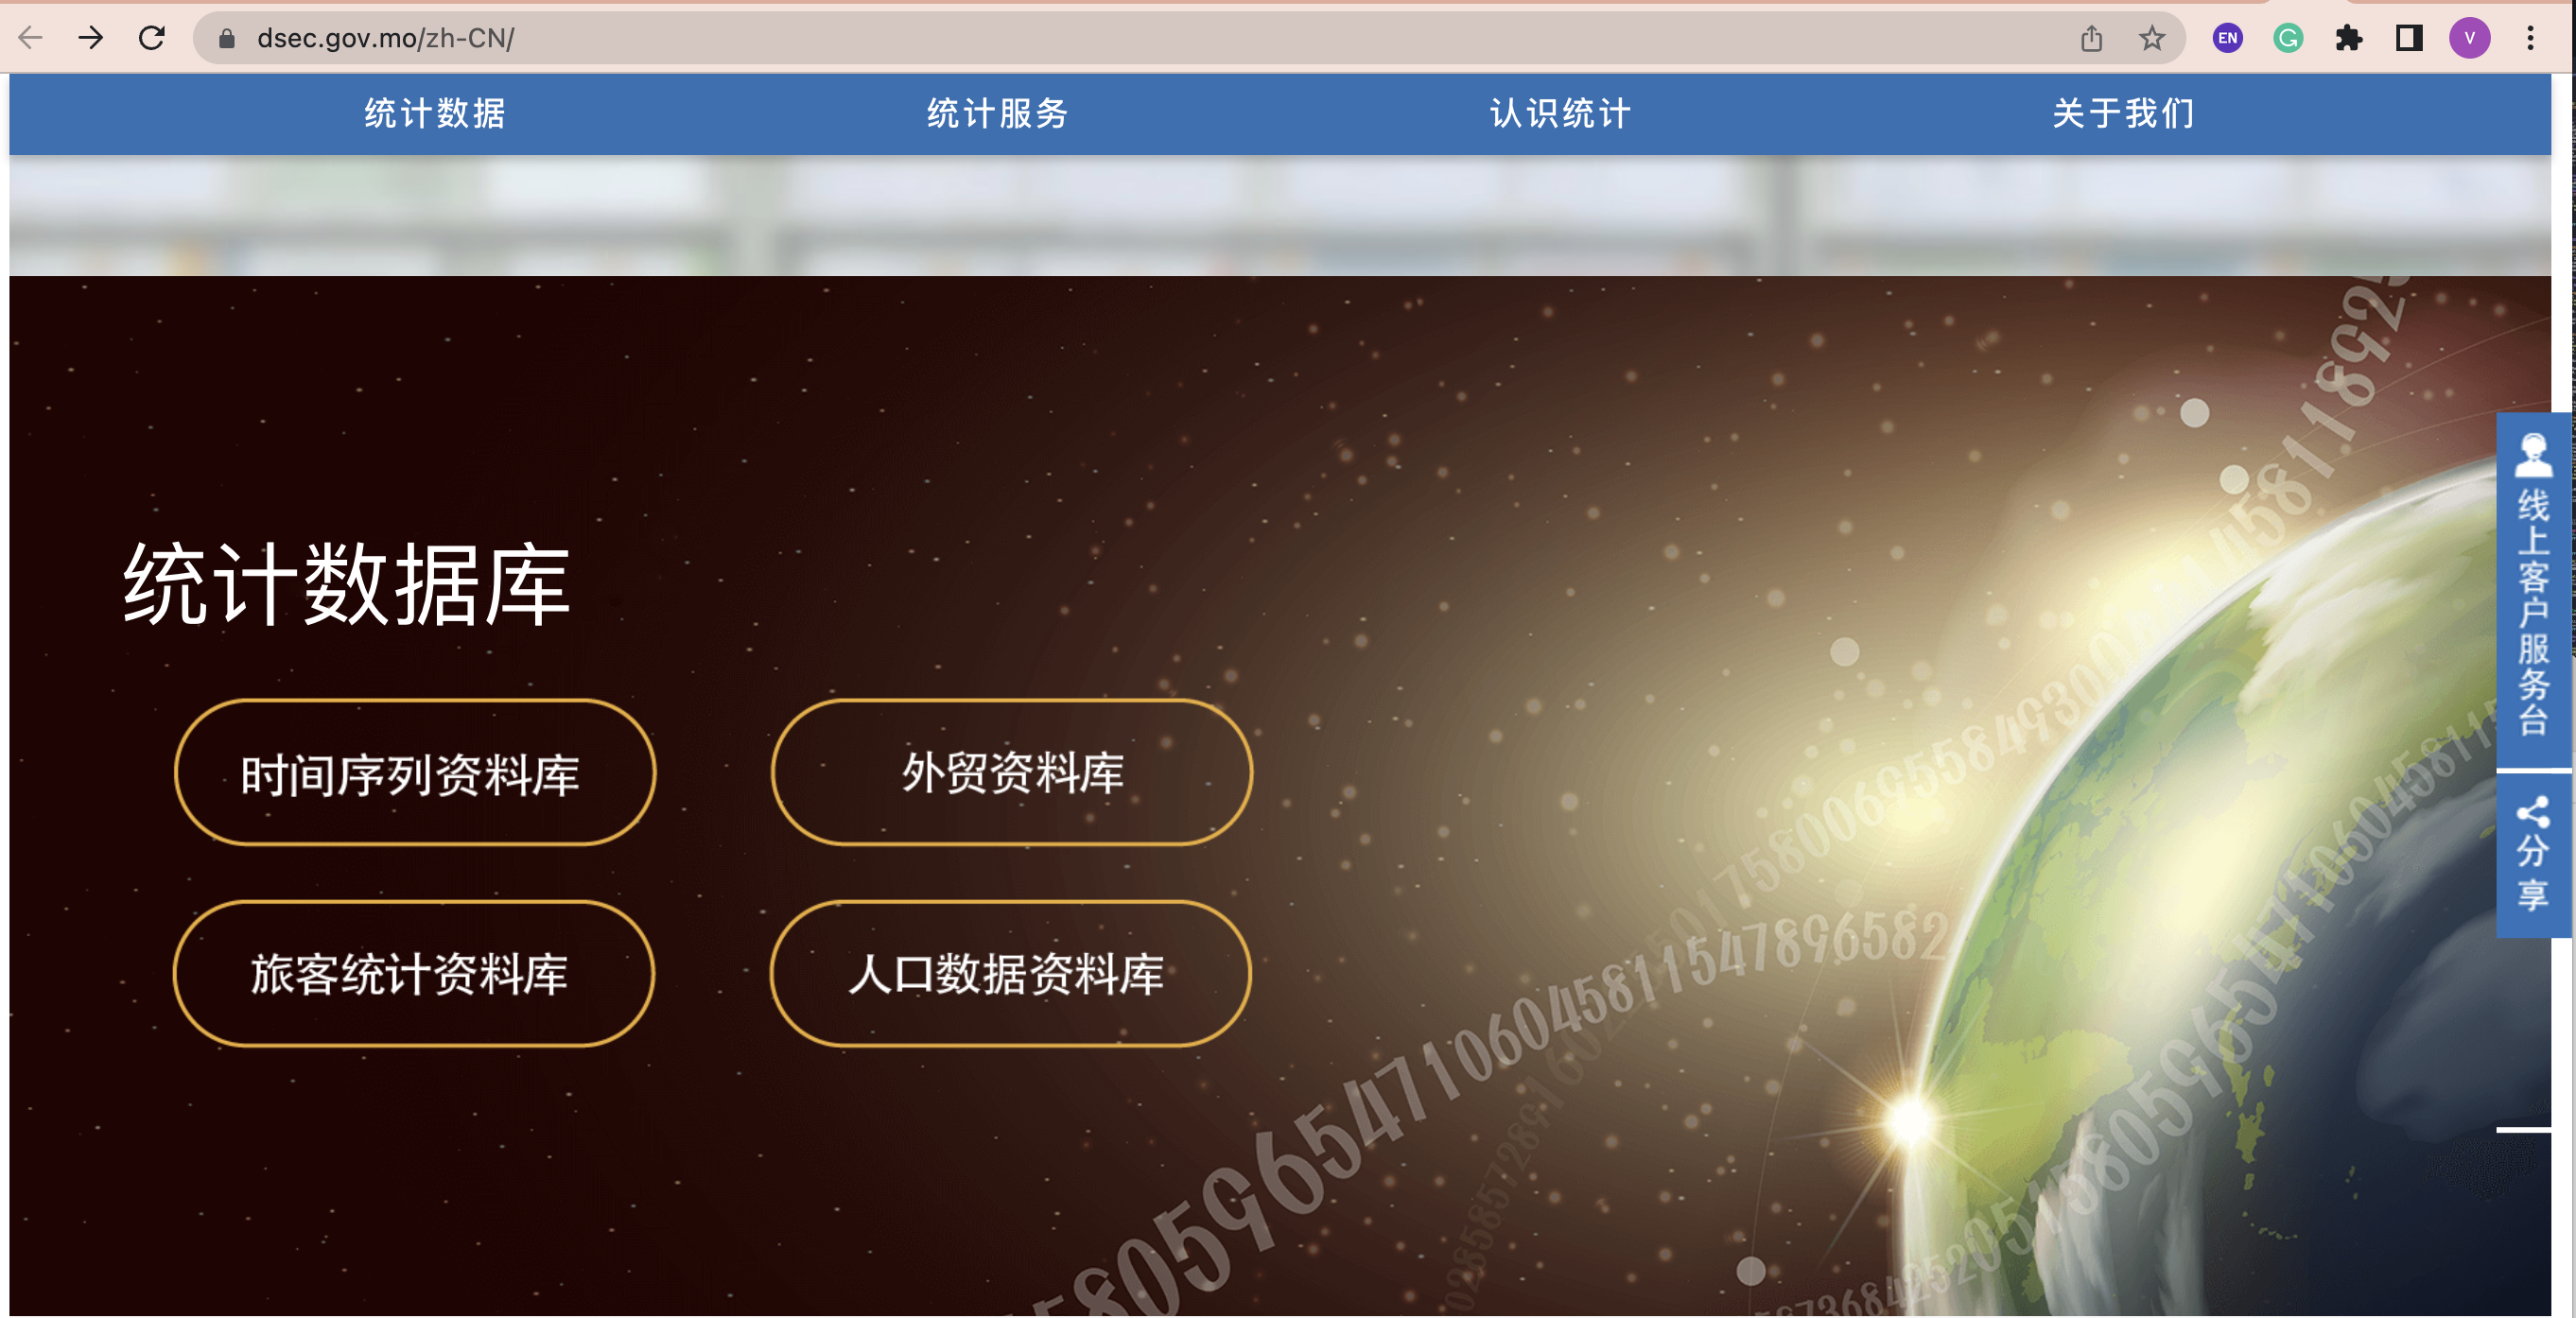 dsec.gov.mo/zh-CN/
EN
G
V
统计数据
统计服务
认识统计
关于我们
统计数据库
时间序列资料库
外贸资料库
旅客统计资料库
人口数据资料库
线上客户服务台
分享